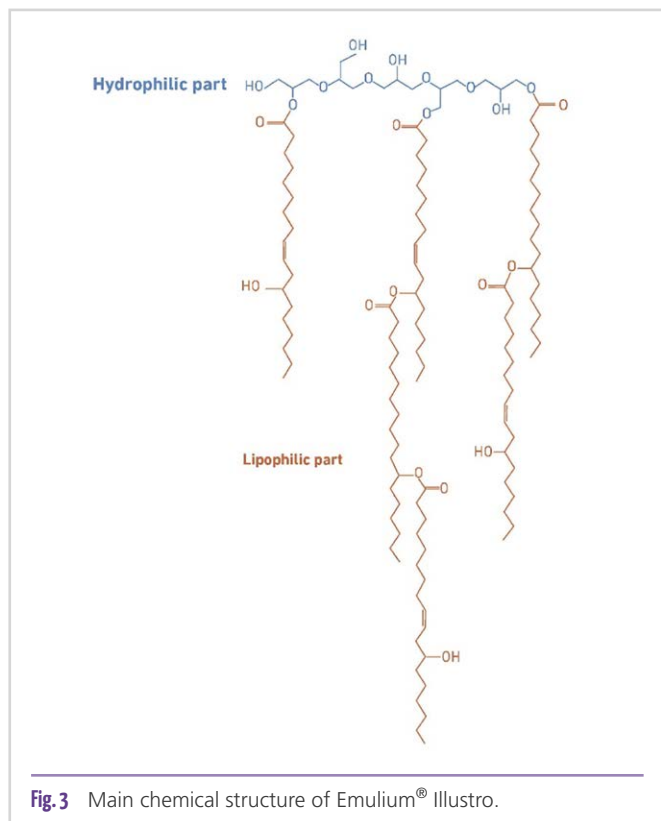 OH
OH
Hydrophilic part
HO
O
O
O
O
O
OH
O
O
O
O
O
HO
O
O
O
O
Lipophilic part
HO
O
O
OH
Fig. 3 Main chemical structure of Emulium® Illustro.